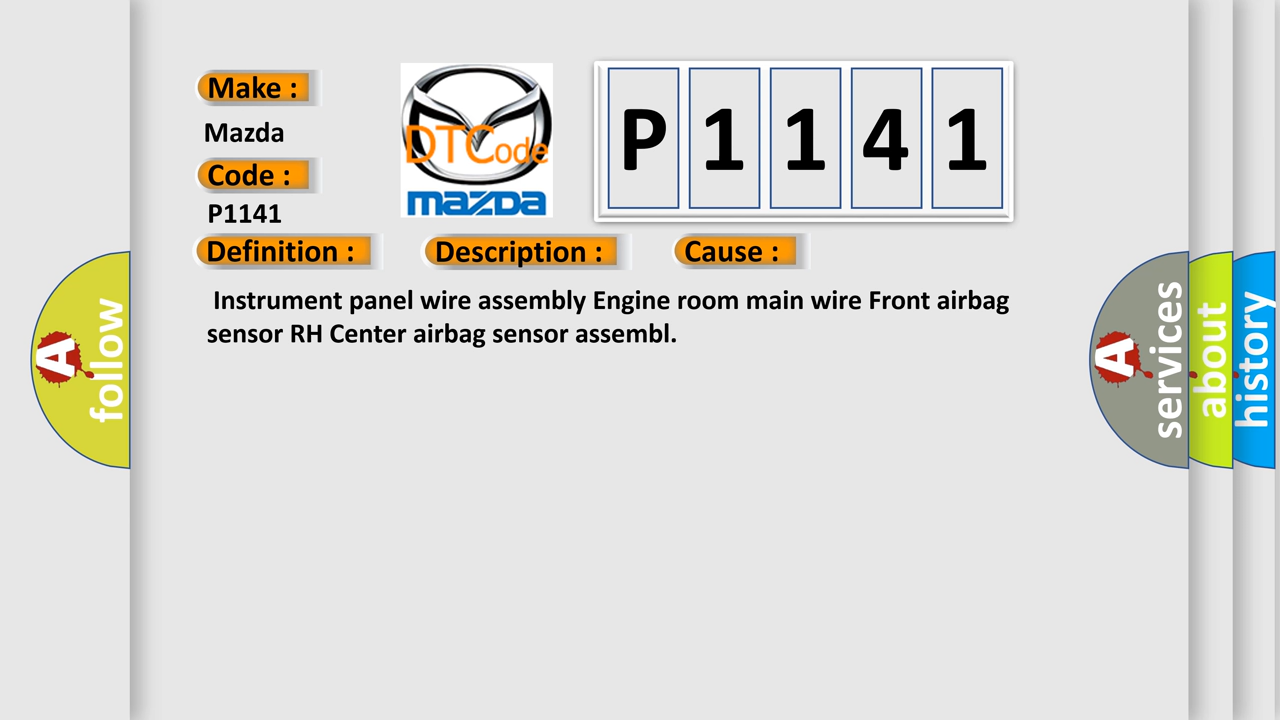 Make :
Mazda
Code :
P1141
Definition :
Description :
Cause :
Instrument panel wire assembly Engine room main wire Front airbag
sensor RH Center airbag sensor assembl.
DTCode
mazda
P 1 1 4 1
A follow
A services
about
history